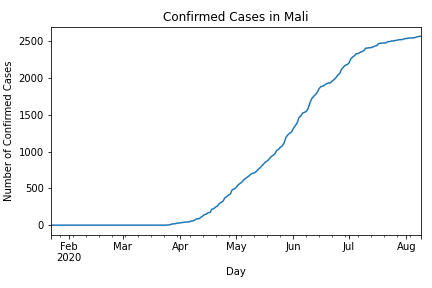 Confirmed Cases in Mali
Number of Confirmed Cases
2500
2000
1500
1000
500
0
Feb
2020
Mar
Apr
May
Jun
Jul
Aug
Day